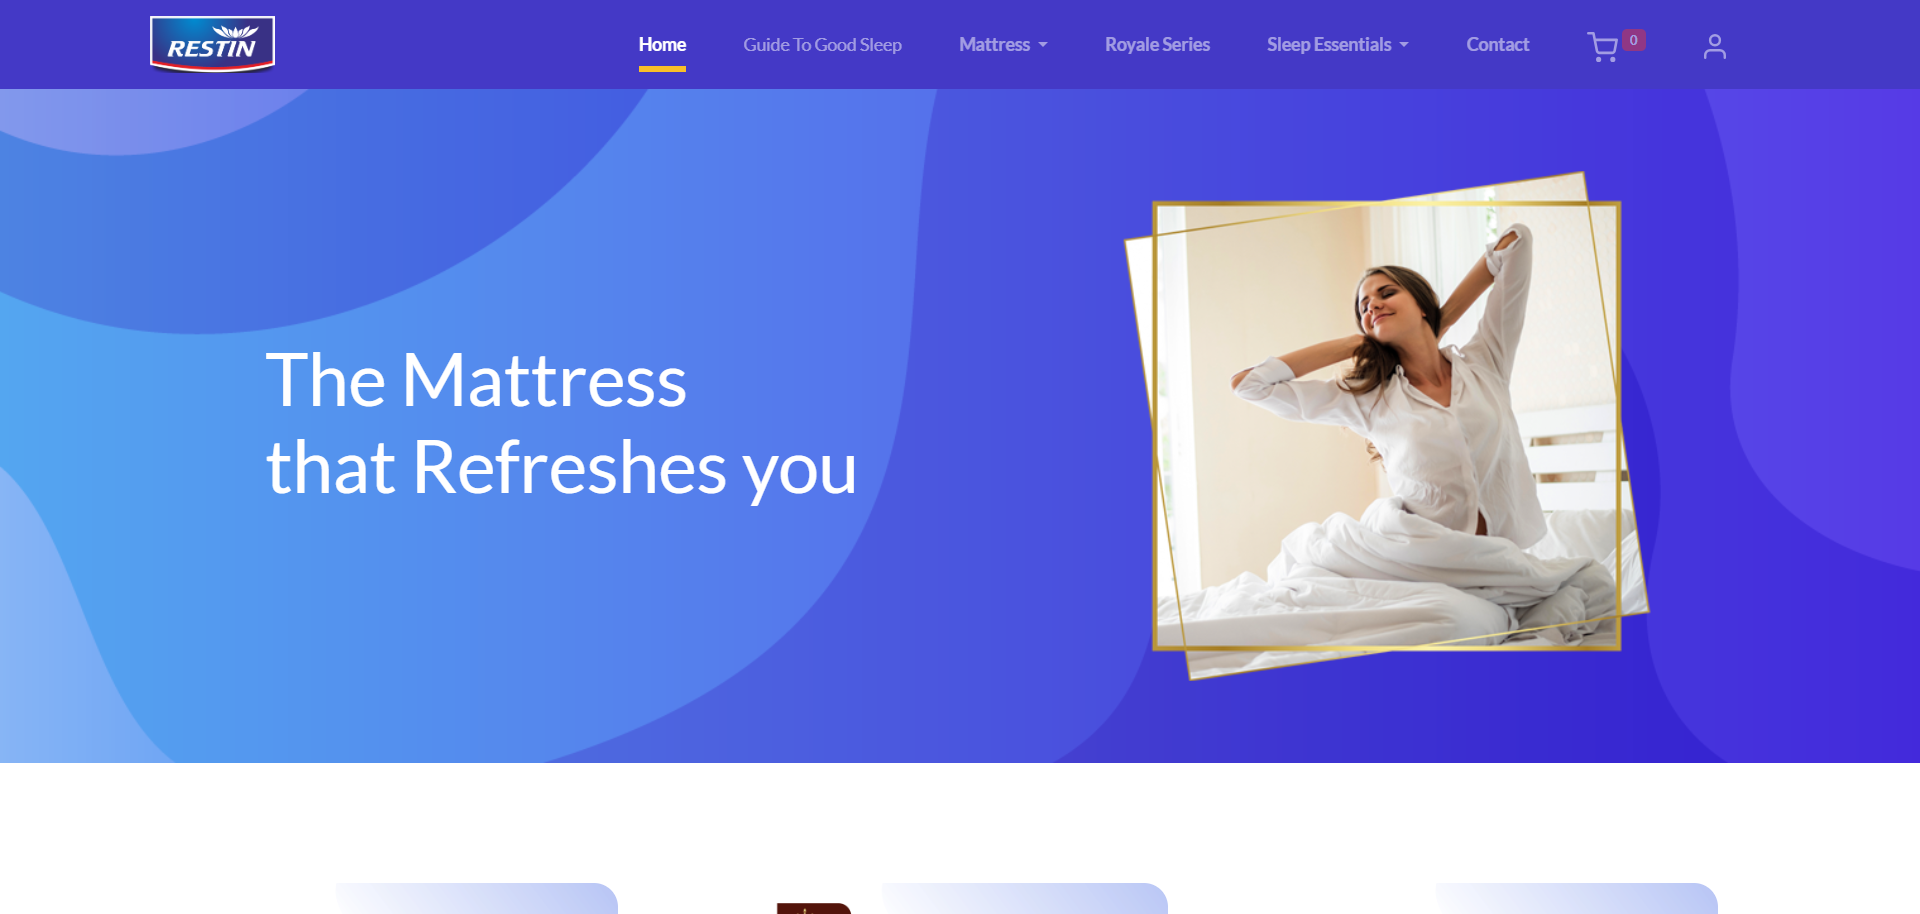 RESTIN
Home
Guide To Good Sleep
Mattress
Royale Series
Sleep Essentials
Contact
0
The Mattress
that Refreshes you